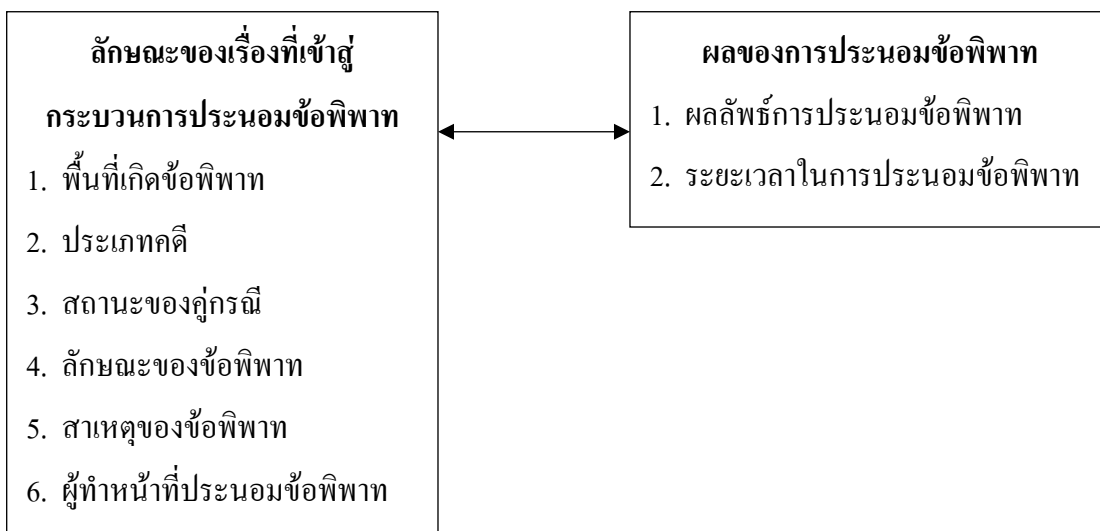 ลักษณะของเรื่องที่เข้าสู่
กระบวนการประนอมข้อพิพาท
1. พื้นที่เกิดข้อพิพาท
2. ประเภทคดี
3. สถานะของคู่กรณี
4. ลักษณะของข้อพิพาท
5. สาเหตุของข้อพิพาท
6. ผู้ทำหน้าที่ประนอมข้อพิพาท
ผลของการประนอมข้อพิพาท
1. ผลลัพธ์การประนอมข้อพิพาท
2. ระยะเวลาในการประนอมข้อพิพาท